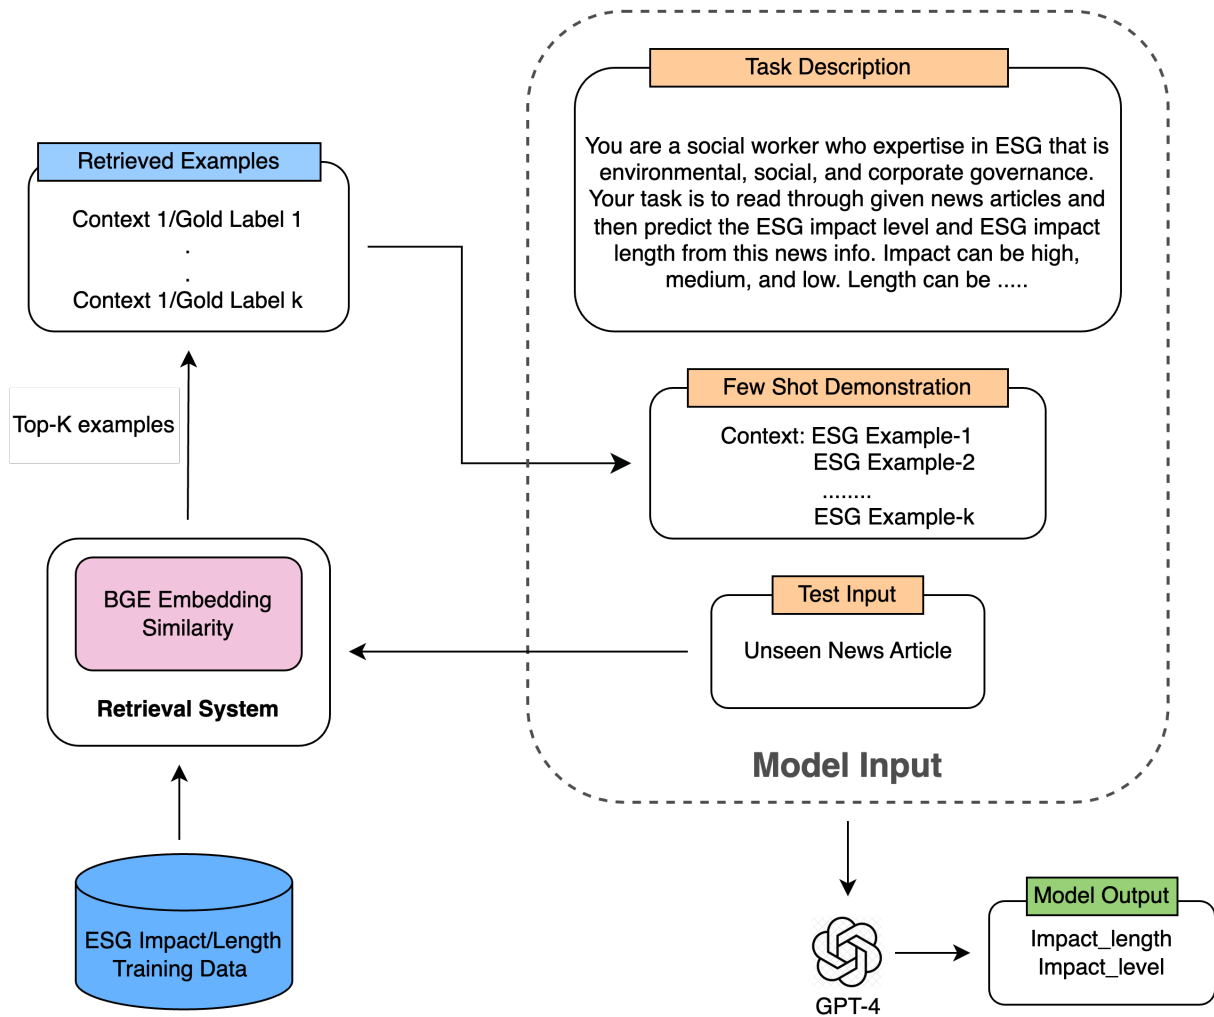 Task Description
You are a social worker who expertise in ESG that is
environmental, social, and corporate governance.
Your task is to read through given news articles and
then predict the ESG impact level and ESG impact
length from this news info. Impact can be high,
medium, and low. Length can be .....
Retrieved Examples
Context 1/Gold Label 1
.
.
Context 1/Gold Label k
Top-K examples
Few Shot Demonstration
Context: ESG Example-1
ESG Example-2
........
ESG Example-k
BGE Embedding
Similarity
Retrieval System
Test Input
Unseen News Article
Model Input
ESG Impact/Length
Training Data
GPT-4
Model Output
Impact_length
Impact_level